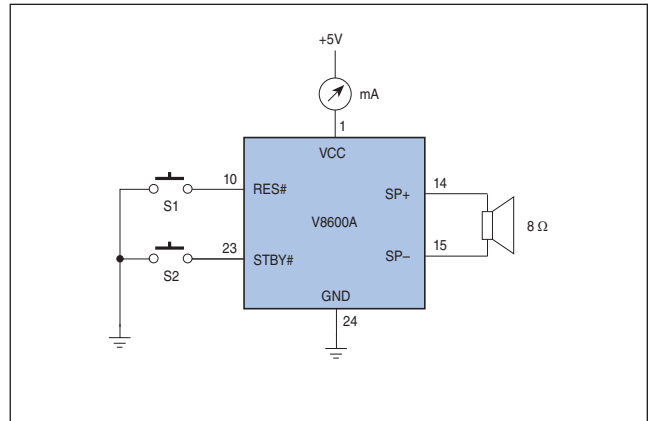 +5V
mA
1
VCC
10
RES#
S1
14
SP+
V8600A
8 Ω
23
STBY#
S2
15
SP–
GND
24